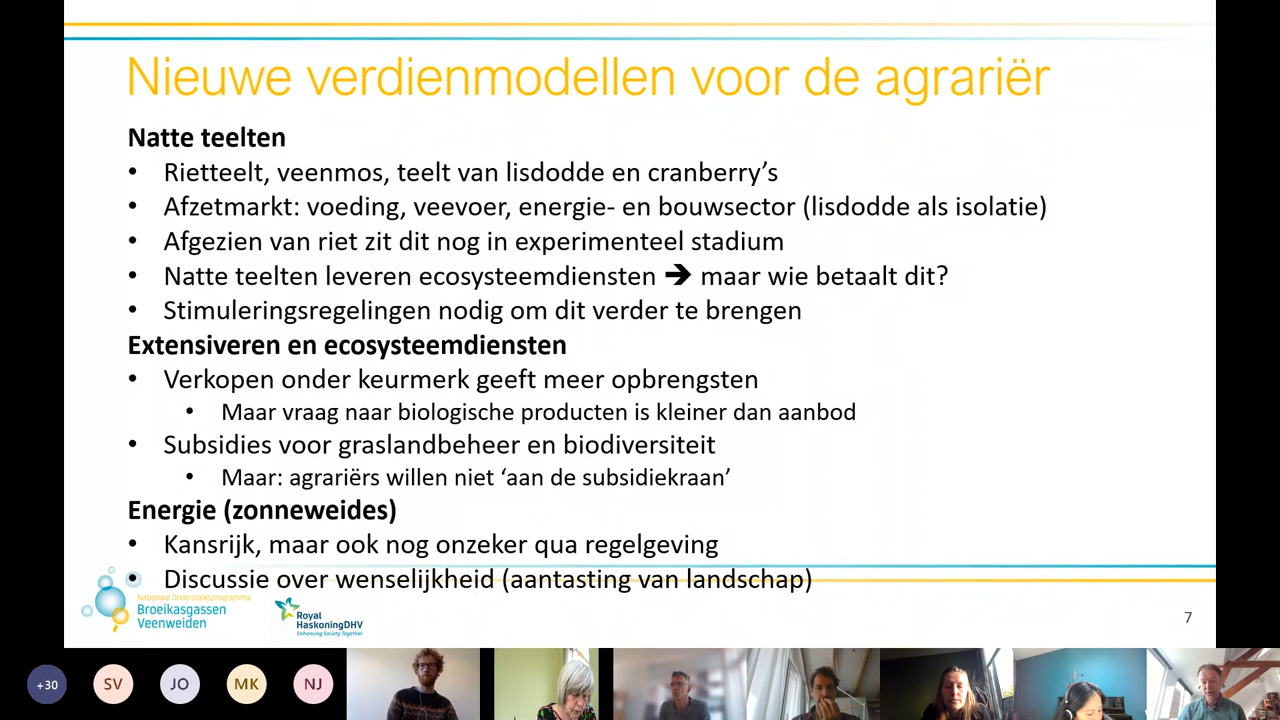 Nieuwe verdienmodellen voor de agrariër
Natte teelten
• Rietteelt, veenmos, teelt van lisdodde en cranberry’s
• Afzetmarkt: voeding, veevoer, energie- en bouwsector (lisdodde als isolatie)
• Afgezien van riet zit dit nog in experimenteel stadium
• Natte teelten leveren ecosysteemdiensten ➔ maar wie betaalt dit?
• Stimuleringsregelingen nodig om dit verder te brengen
Extensiveren en ecosysteemdiensten
• Verkopen onder keurmerk geeft meer opbrengsten
• Maar vraag naar biologische producten is kleiner dan aanbod
• Subsidies voor graslandbeheer en biodiversiteit
• Maar: agrariërs willen niet ‘aan de subsidiekraan’
Energie (zonneweides)
• Kansrijk, maar ook nog onzeker qua regelgeving
• Discussie over wenselijkheid (aantasting van landschap)
Nationaal Onderzoeksprogramma
Broeikasgassen
Veenweiden
Royal
HaskoningDHV
Enhancing Society Together
7
+30 SV JO MK NJ